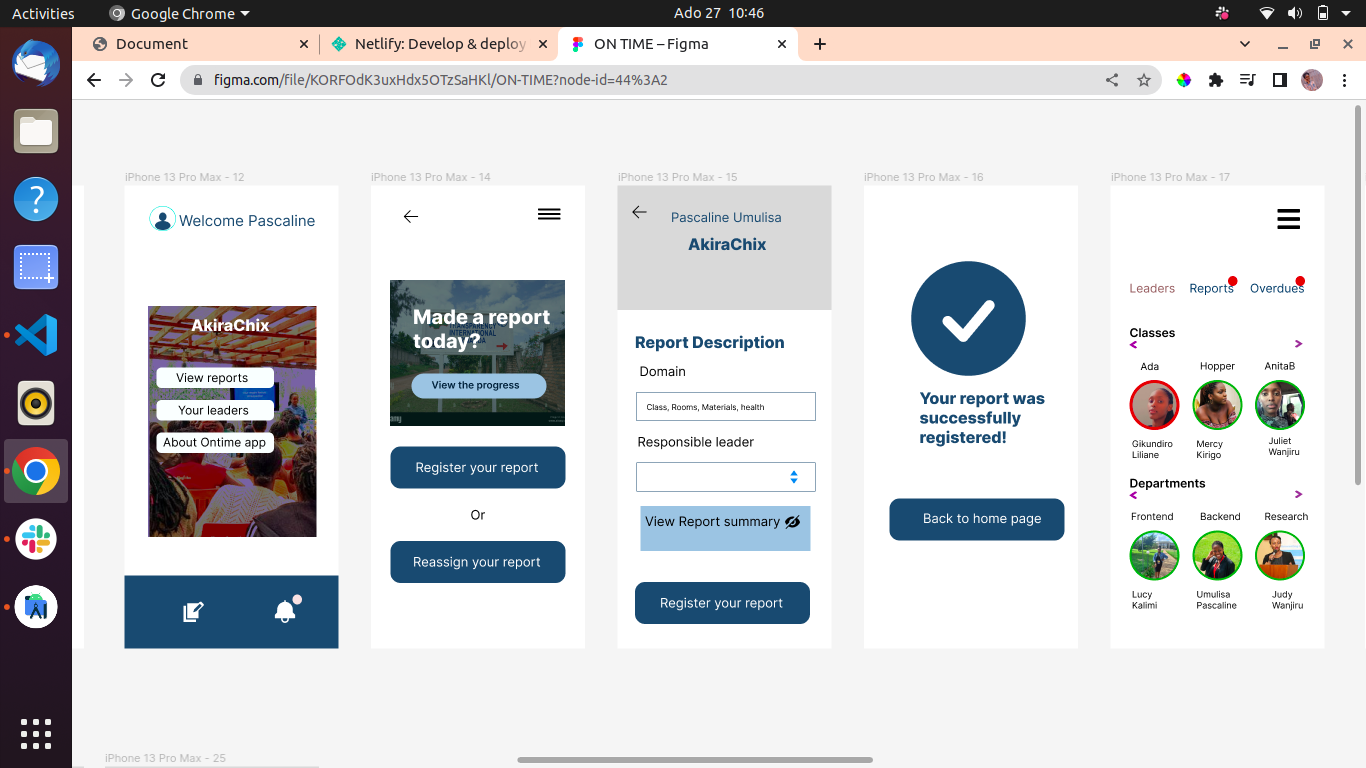 Activities
Google Chrome
Ado 27 10:46
Document
Netlify: Develop & deploy
ON TIME – Figma
figma.com/file/KORFOdK3uxHdx5OTzSaHKl/ON-TIME?node-id=44%3A2
iPhone 13 Pro Max - 12
Welcome Pascaline
AkiraChix
View reports
Your leaders
About Ontime app
iPhone 13 Pro Max - 14
Made a report
today?
TRANSPARENCY
INTERNATIONAL
View the progress
Register your report
Or
Reassign your report
iPhone 13 Pro Max - 15
Pascaline Umulisa
AkiraChix
Report Description
Domain
Class, Rooms, Materials, health
Responsible leader
View Report summary
Register your report
iPhone 13 Pro Max - 16
Your report was
successfully
registered!
Back to home page
iPhone 13 Pro Max - 17
Leaders Reports Overdues
Classes
< >
Ada Hopper AnitaB
Gikundiro Mercy Juliet
Liliane Kirigo Wanjiru
Departments
< >
Frontend Backend Research
Lucy Umulisa Judy
Kalimi Pascaline Wanjiru
iPhone 13 Pro Max - 25